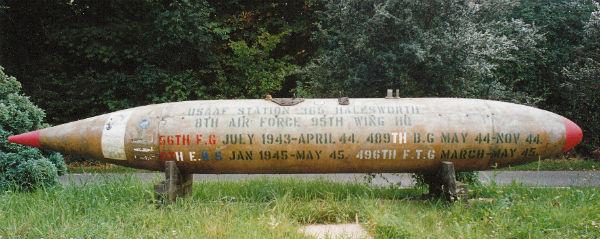 USAAF STATION 365 HALESWORTH
8TH AIR FORCE 95TH WING HQ
56TH F.G JULY 1943-APRIL 44. 489TH B.G MAY 44-NOV 44.
5TH E.R.S JAN 1945-MAY 45. 496TH F.T.G MARCH-MAY 45.